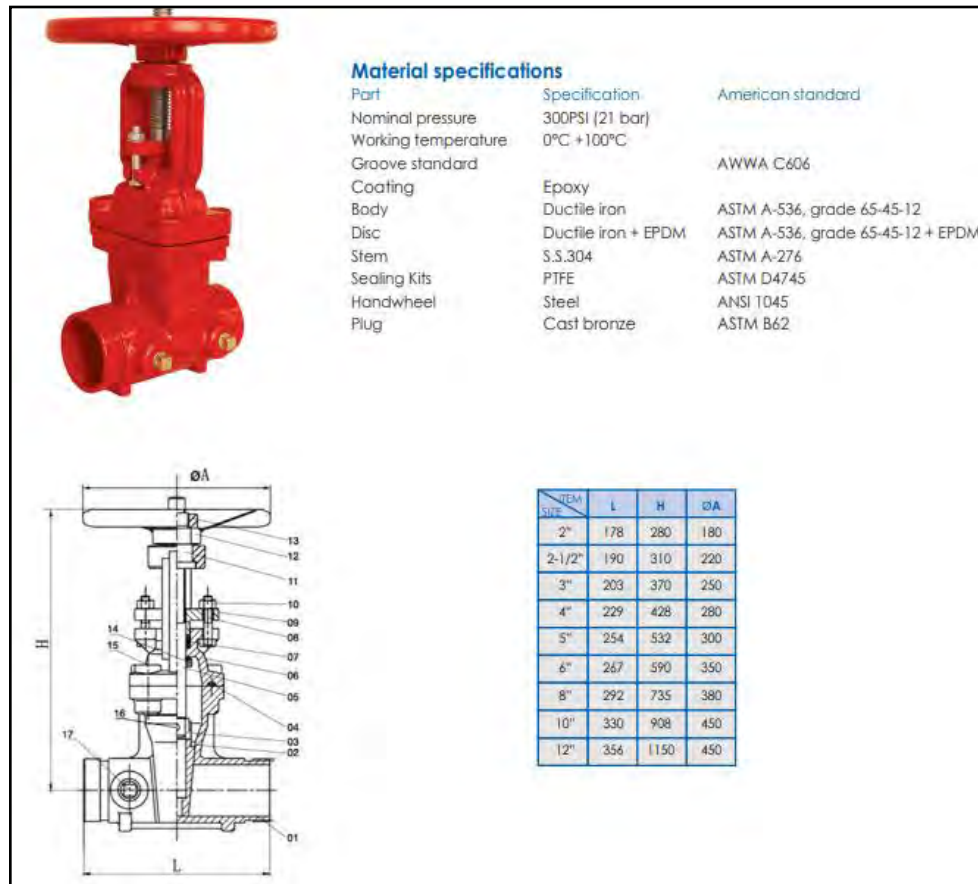 Material specifications
Part Specification American standard
Nominal pressure 300PSI (21 bar)
Working temperature 0°C +100°C
Groove standard AWWA C606
Coating Epoxy
Body Ductile iron ASTM A-536, grade 65-45-12
Disc Ductile iron + EPDM ASTM A-536, grade 65-45-12 + EPDM
Stem S.S.304 ASTM A-276
Sealing Kits PTFE ASTM D4745
Handwheel Steel ANSI 1045
Plug Cast bronze ASTM B62
øA
13
12
11
10
09
08
14
07
15
06
05
04
16
03
17
02
01
H
L
ITEM
SIZE L H ØA
2" 178 280 180
2-1/2" 190 310 220
3" 203 370 250
4" 229 428 280
5" 254 532 300
6" 267 590 350
8" 292 735 380
10" 330 908 450
12" 356 1150 450